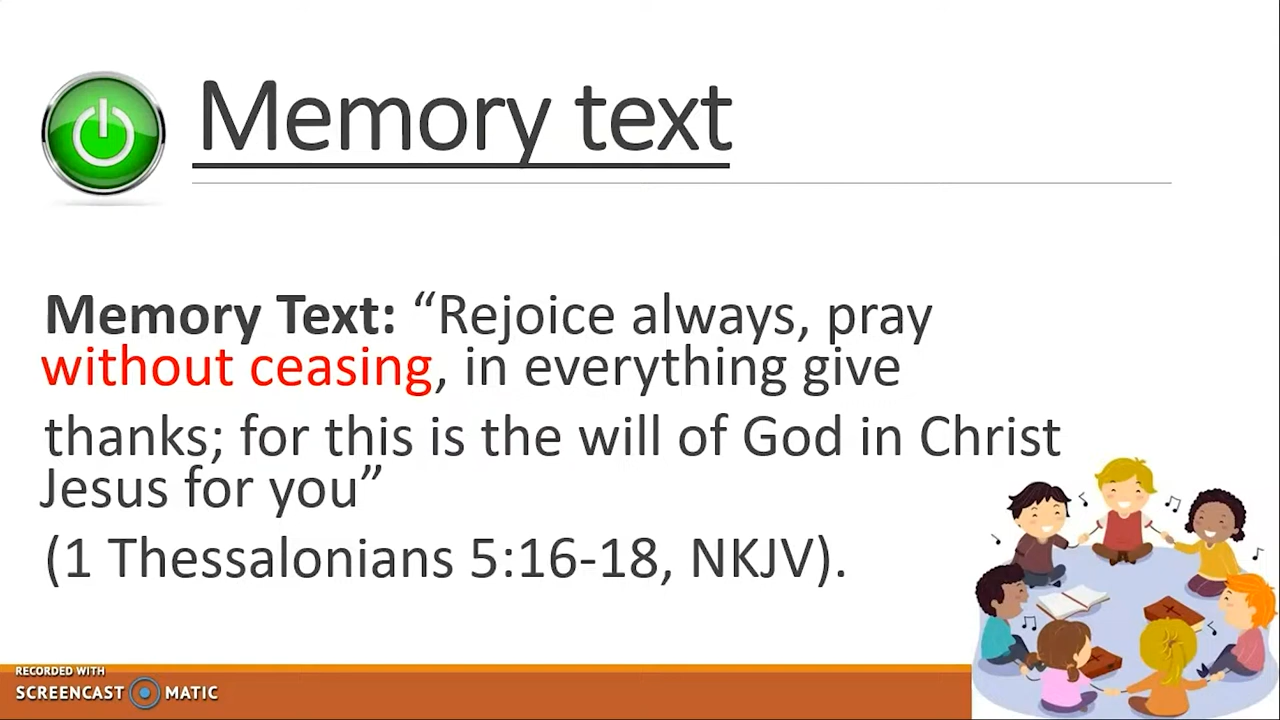 Memory text
Memory Text: “Rejoice always, pray
without ceasing, in everything give
thanks; for this is the will of God in Christ
Jesus for you”
(1 Thessalonians 5:16-18, NKJV).
RECORDED WITH
SCREENCAST MATIC